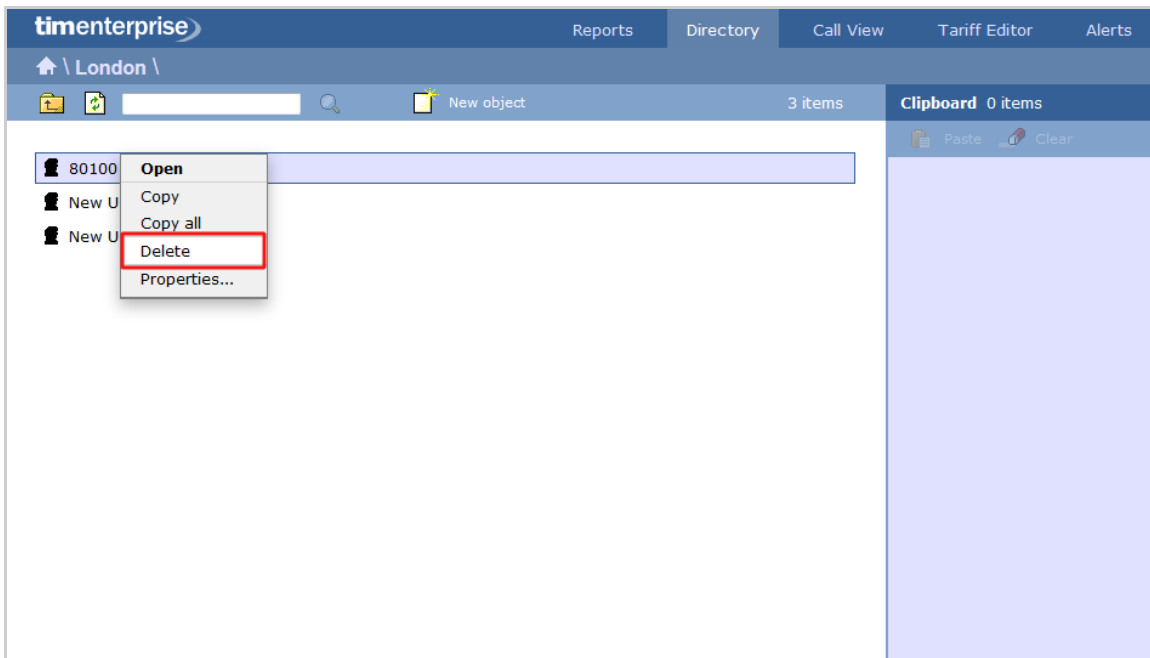 timenterprise
Reports Directory Call View Tariff Editor Alerts
\ London \
New object 3 items Clipboard 0 items
Paste Clear
80100
Open
Copy
New U
Copy all
New U
Delete
Properties...